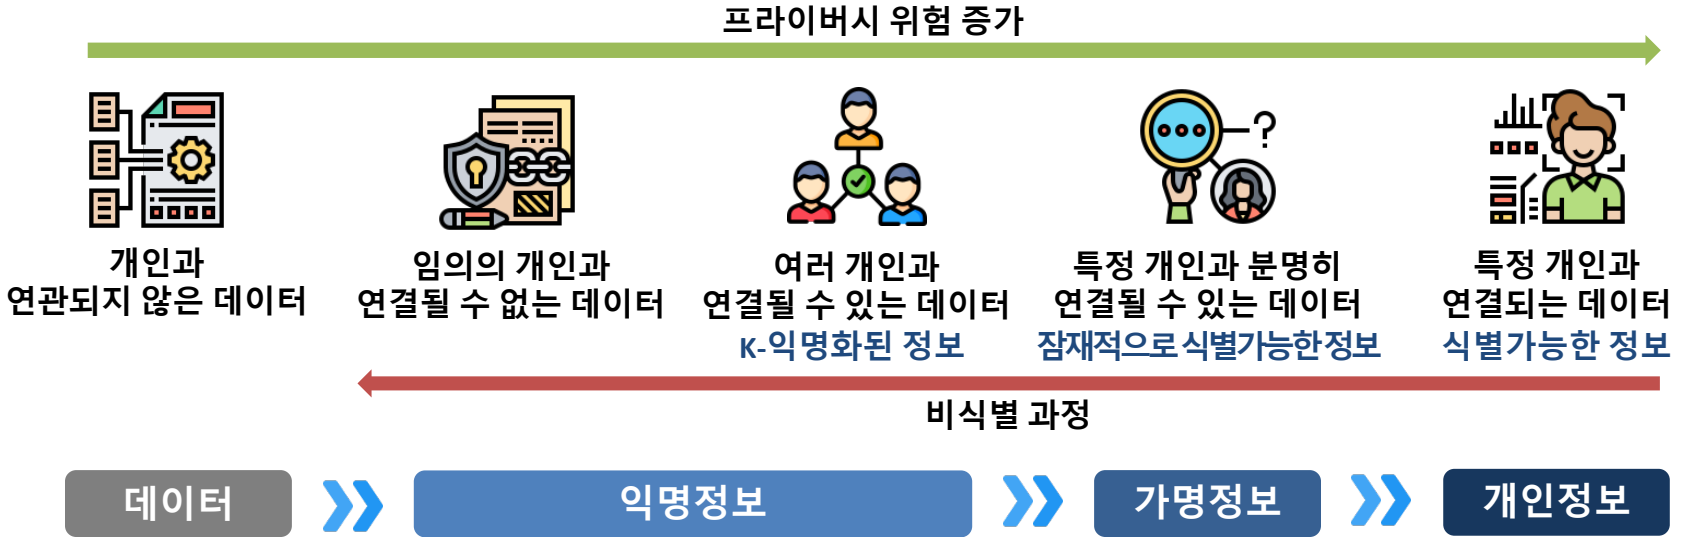 프라이버시 위험 증가
개인과
연관되지 않은 데이터
임의의 개인과
연결될 수 없는 데이터
여러 개인과
연결될 수 있는 데이터
K-익명화된 정보
특정 개인과 분명히
연결될 수 있는 데이터
잠재적으로 식별가능한정보
특정 개인과
연결되는 데이터
식별가능한 정보
비식별 과정
데이터
익명정보
가명정보
개인정보